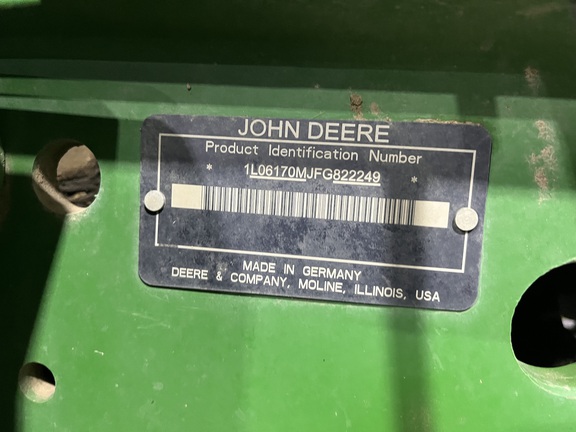 JOHN DEERE
Product Identification Number
* 1L06170MJFG822249 *
MADE IN GERMANY
DEERE & COMPANY, MOLINE, ILLINOIS, USA